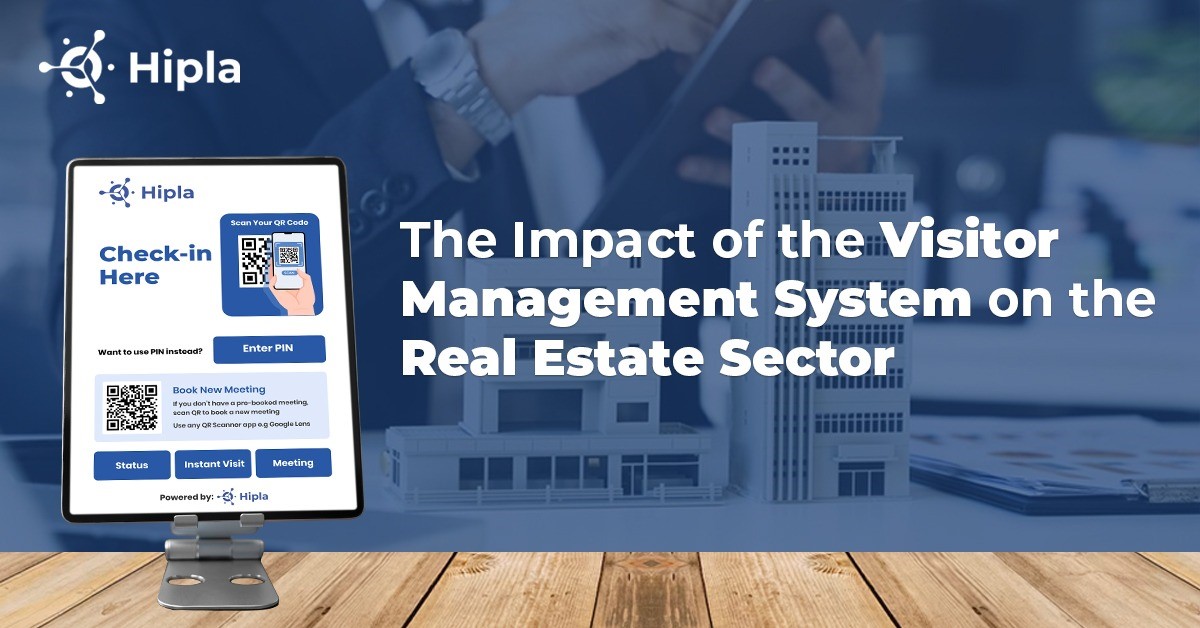 Hipla
Hipla
Scan Your QR Code
Check-in
Here
Want to use PIN instead?
Enter PIN
Book New Meeting
If you don't have a pre-booked meeting,
scan QR to book a new meeting
Use any QR Scannor app e.g Google Lens
Status
Instant Visit
Meeting
Powered by: Hipla
The Impact of the Visitor
Management System on the
Real Estate Sector